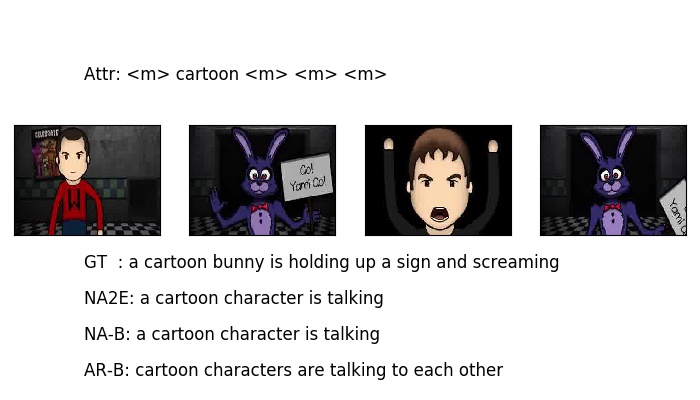 Attr: <m> cartoon <m> <m> <m>
CELEBRATE!
Go!
Yami Go!
Yami G
GT : a cartoon bunny is holding up a sign and screaming
NA2E: a cartoon character is talking
NA-B: a cartoon character is talking
AR-B: cartoon characters are talking to each other